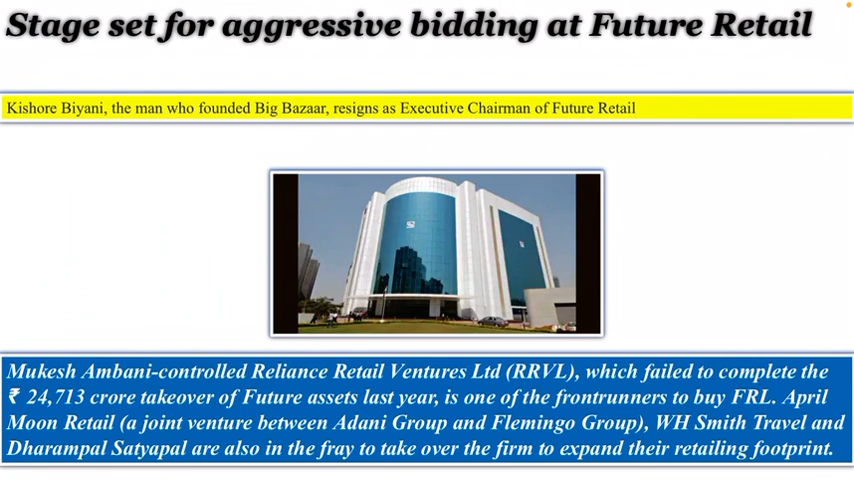 Stage set for aggressive bidding at Future Retail
Kishore Biyani, the man who founded Big Bazaar, resigns as Executive Chairman of Future Retail
Mukesh Ambani-controlled Reliance Retail Ventures Ltd (RRVL), which failed to complete the
₹ 24,713 crore takeover of Future assets last year, is one of the frontrunners to buy FRL. April
Moon Retail (a joint venture between Adani Group and Flemingo Group), WH Smith Travel and
Dharampal Satyapal are also in the fray to take over the firm to expand their retailing footprint.